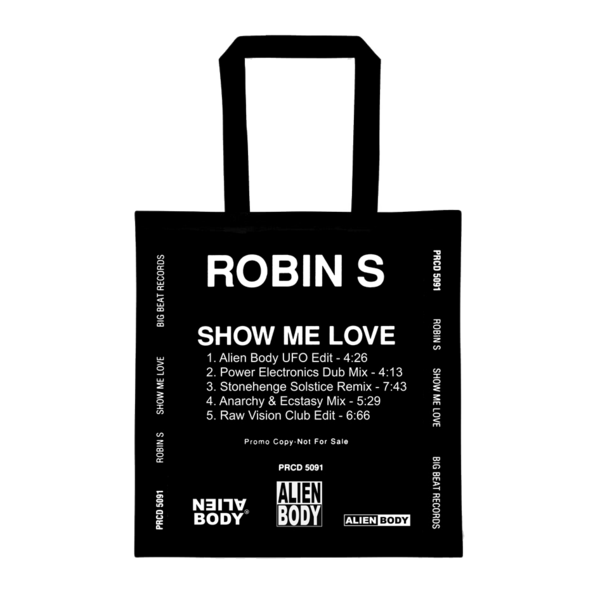 ROBIN S
SHOW ME LOVE
1. Alien Body UFO Edit - 4:26
2. Power Electronics Dub Mix - 4:13
3. Stonehenge Solstice Remix - 7:43
4. Anarchy & Ecstasy Mix - 5:29
5. Raw Vision Club Edit - 6:66
Promo Copy-Not For Sale
PRCD 5091
ALIEN
BODY®
ALIEN
BODY
ALIEN BODY
PRCD 5091 ROBIN S SHOW ME LOVE BIG BEAT RECORDS
PRCD 5091 ROBIN S SHOW ME LOVE BIG BEAT RECORDS